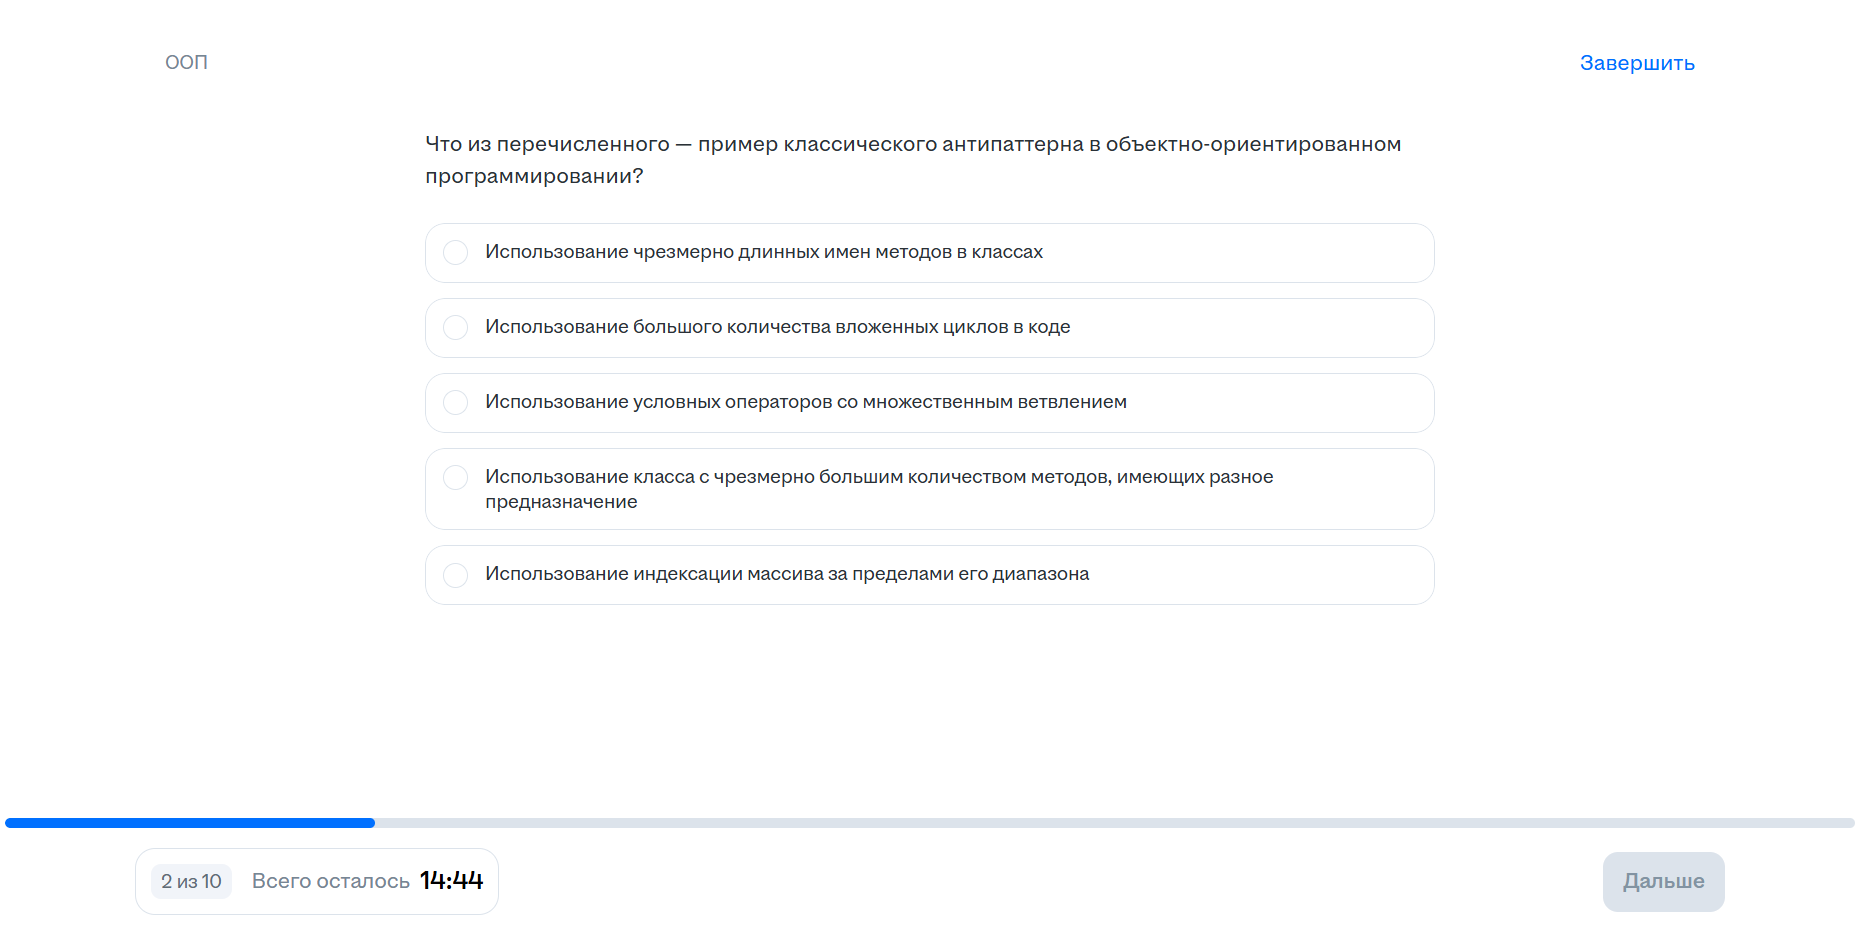 ООП
Завершить
Что из перечисленного — пример классического антипаттерна в объектно-ориентированном
программировании?
Использование чрезмерно длинных имен методов в классах
Использование большого количества вложенных циклов в коде
Использование условных операторов со множественным ветвлением
Использование класса с чрезмерно большим количеством методов, имеющих разное
предназначение
Использование индексации массива за пределами его диапазона
2 из 10
Всего осталось 14:44
Дальше